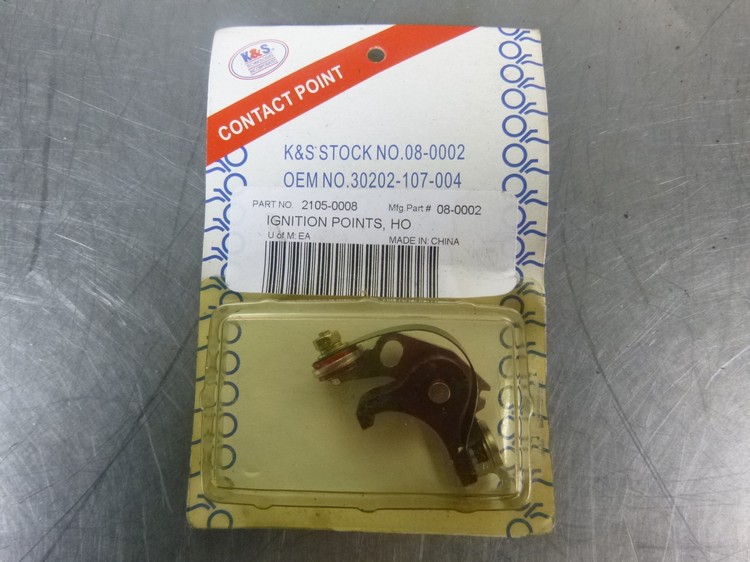 K&S
CONTACT POINT
K&S STOCK NO.08-0002
OEM NO.30202-107-004
PART NO. 2105-0008 Mfg.Part # 08-0002
IGNITION POINTS, HO
U of M: EA MADE IN: CHINA